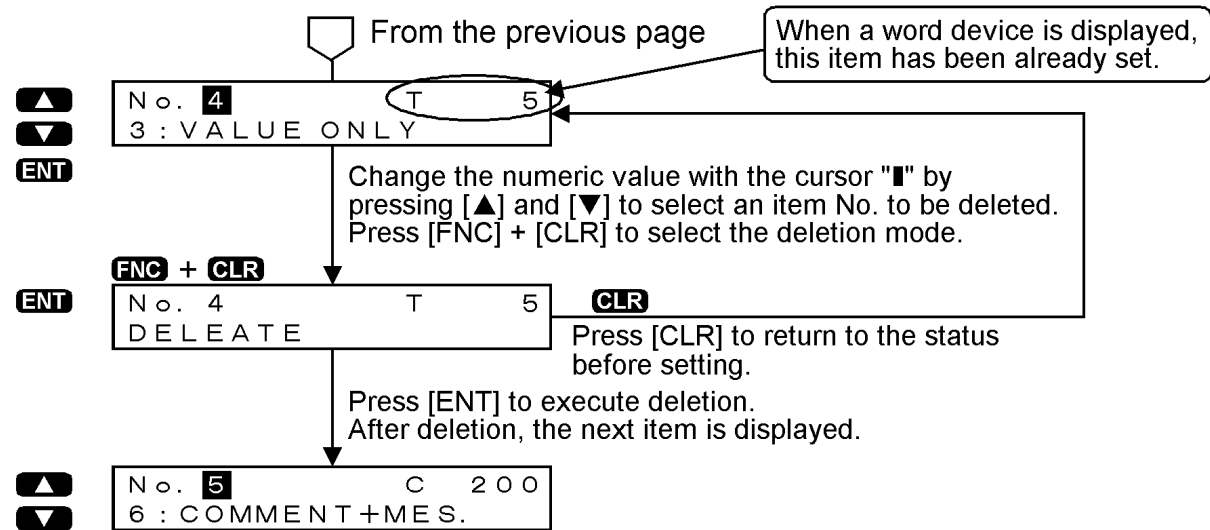 From the previous page
When a word device is displayed,
this item has been already set.
▲
▼
ENT
No. 4 T 5
3:VALUE ONLY
Change the numeric value with the cursor "▮" by
pressing [▲] and [▼] to select an item No. to be deleted.
Press [FNC] + [CLR] to select the deletion mode.
FNC + CLR
ENT
No. 4 T 5
DELEATE
CLR
Press [CLR] to return to the status
before setting.
Press [ENT] to execute deletion.
After deletion, the next item is displayed.
▲
▼
No. 5 C 200
6:COMMENT+MES.